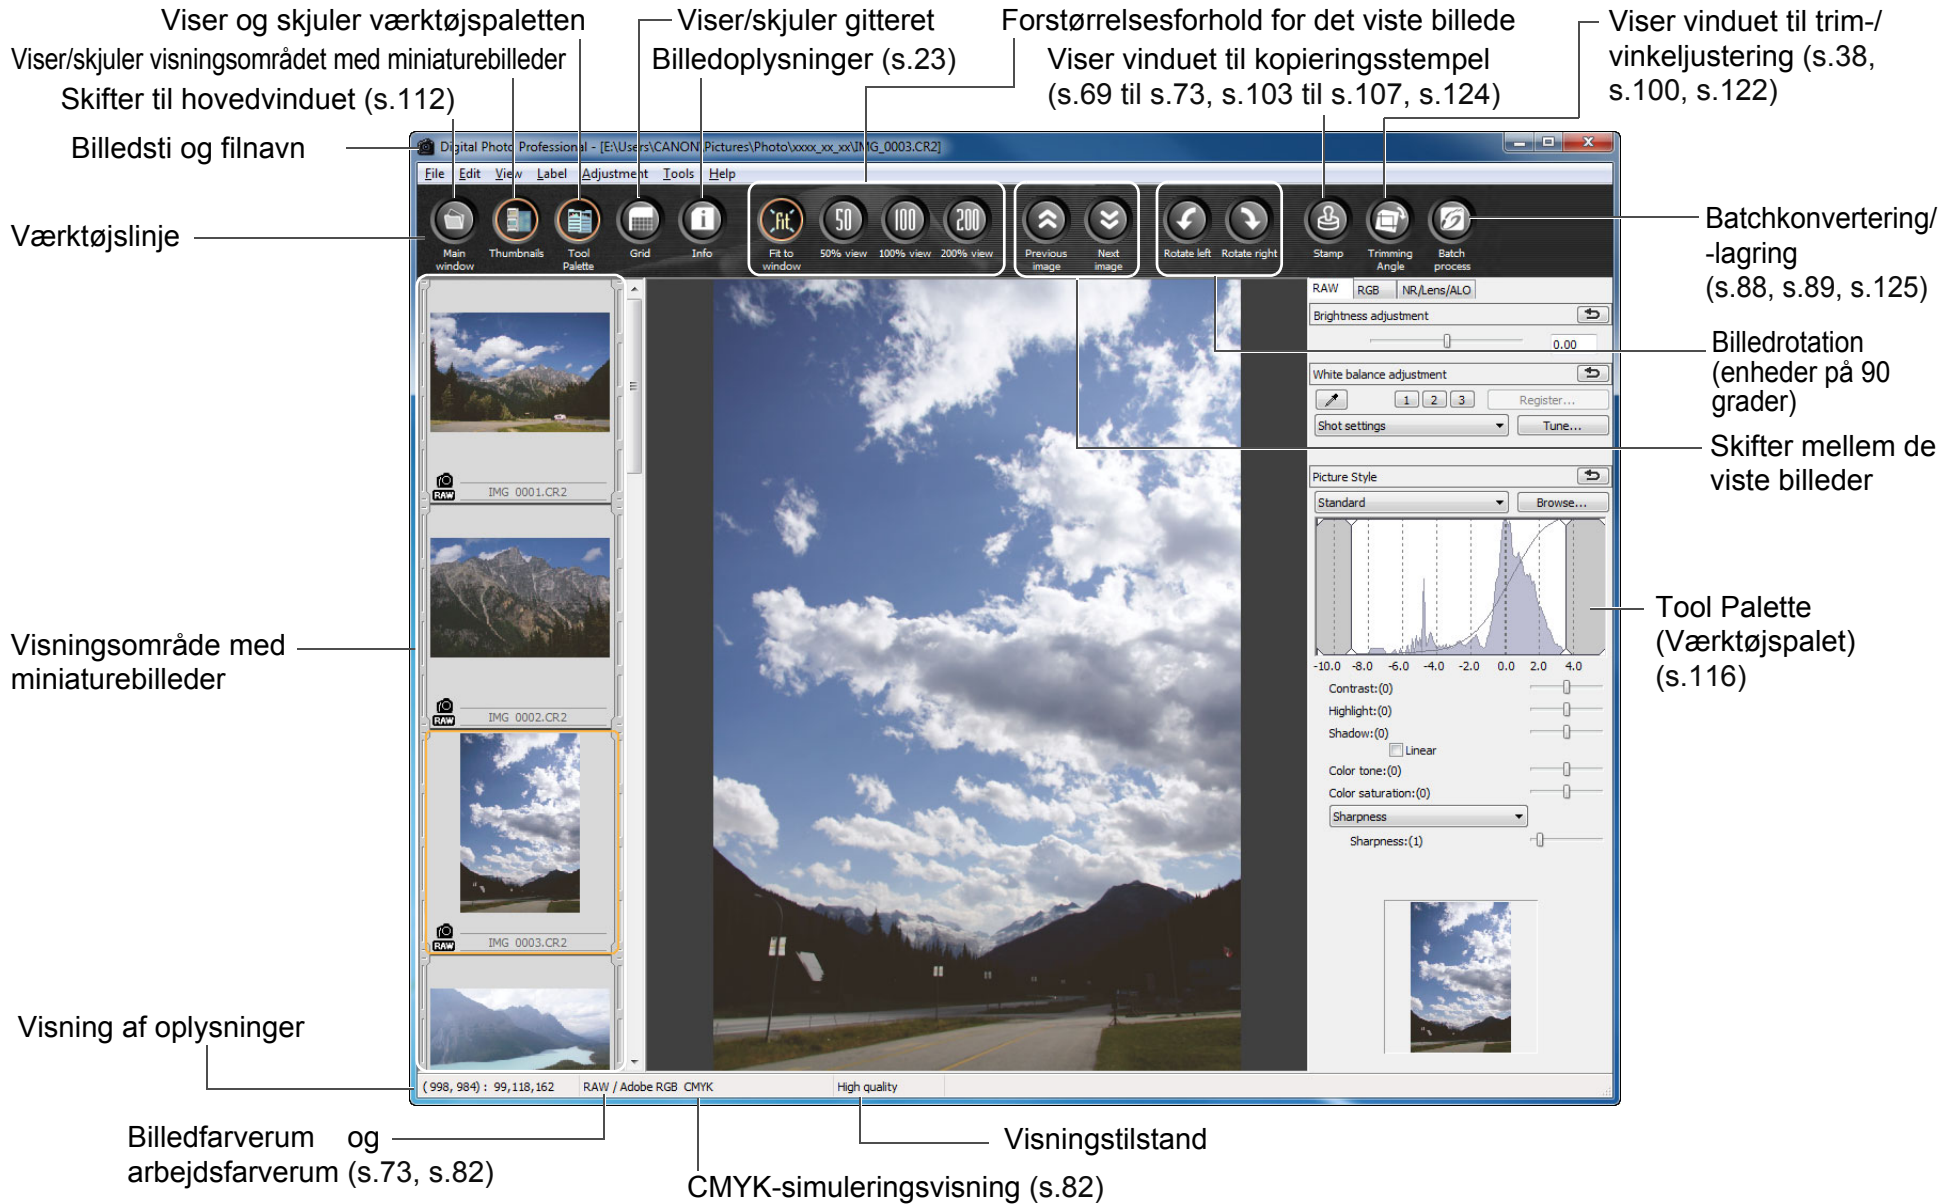 Viser og skjuler værktøjspaletten
Viser/skjuler gitteret
Forstørrelsesforhold for det viste billede
Viser vinduet til trim-/
vinkeljustering (s.38,
s.100, s.122)
Viser/skjuler visningsområdet med miniaturebilleder
Billedoplysninger (s.23)
Viser vinduet til kopieringsstempel
(s.69 til s.73, s.103 til s.107, s.124)
Skifter til hovedvinduet (s.112)
Billedsti og filnavn
Digital Photo Professional - [E:\Users\CANON\Pictures\Photo\xxxx_xx_xx\IMG_0003.CR2]
File Edit View Label Adjustment Tools Help
Værktøjslinje
fit 50 100 200
Main
window
Thumbnails
Tool
Palette
Grid
Info
Fit to
window
50% view
100% view
200% view
Previous
image
Next
image
Rotate left
Rotate right
Stamp
Trimming
Angle
Batch
process
Batchkonvertering/
-lagring
(s.88, s.89, s.125)
Billedrotation
(enheder på 90
grader)
Skifter mellem de
viste billeder
Tool Palette
(Værktøjspalet)
(s.116)
RAW RGB NR/Lens/ALO
Brightness adjustment
0.00
White balance adjustment
1 2 3 Register...
Shot settings Tune...
Picture Style
Standard Browse...
-10.0 -8.0 -6.0 -4.0 -2.0 0.0 2.0 4.0
Contrast:(0)
Highlight:(0)
Shadow:(0)
Linear
Color tone:(0)
Color saturation:(0)
Sharpness
Sharpness:(1)
RAW IMG_0001.CR2
RAW IMG_0002.CR2
RAW IMG_0003.CR2
Visningsområde med
miniaturebilleder
Visning af oplysninger
(998, 984) : 99,118,162 RAW / Adobe RGB CMYK High quality
Billedfarverum og
arbejdsfarverum (s.73, s.82)
Visningstilstand
CMYK-simuleringsvisning (s.82)